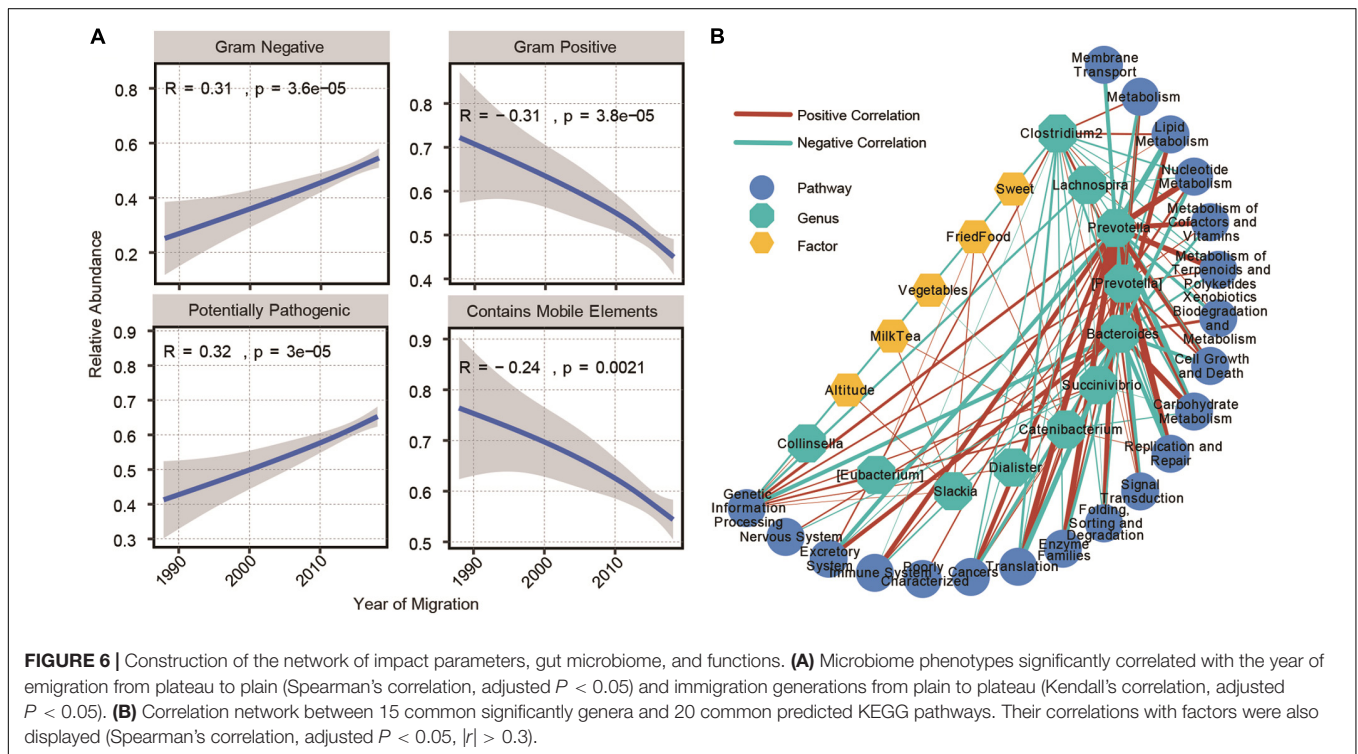 A
Gram Negative
R = 0.31 , p = 3.6e−05
0.8
0.6
0.4
0.2
Gram Positive
R = −0.31 , p = 3.8e−05
0.8
0.7
0.6
0.5
0.4
Potentially Pathogenic
R = 0.32 , p = 3e−05
0.9
0.8
0.7
0.6
0.5
0.4
0.3
Contains Mobile Elements
R = −0.24 , p = 0.0021
0.9
0.8
0.7
0.6
0.5
Relative Abundance
1990
2000
2010
1990
2000
2010
Year of Migration
B
Positive Correlation
Negative Correlation
Pathway
Genus
Factor
Membrane
Transport
Metabolism
Lipid
Metabolism
Nucleotide
Metabolism
Metabolism of
Cofactors and
Vitamins
Metabolism of
Terpenoids and
Polyketides
Xenobiotics
Biodegradation and
Metabolism
Cell Growth
and Death
Carbohydrate
Metabolism
Replication and
Repair
Signal
Transduction
Folding,
Sorting and
Degradation
Enzyme
Families
Translation
Cancers
Poorly
Characterized
Immune System
Excretory
System
Nervous System
Genetic
Information
Processing
Clostridium2
Lachnospira
Prevotella
[Prevotella]
Bacteroides
Succinivibrio
Catenibacterium
Dialister
Slackia
[Eubacterium]
Collinsella
Sweet
FriedFood
Vegetables
MilkTea
Altitude
FIGURE 6 | Construction of the network of impact parameters, gut microbiome, and functions. (A) Microbiome phenotypes significantly correlated with the year of
emigration from plateau to plain (Spearman's correlation, adjusted P < 0.05) and immigration generations from plain to plateau (Kendall's correlation, adjusted
P < 0.05). (B) Correlation network between 15 common significantly genera and 20 common predicted KEGG pathways. Their correlations with factors were also
displayed (Spearman's correlation, adjusted P < 0.05, |r| > 0.3).